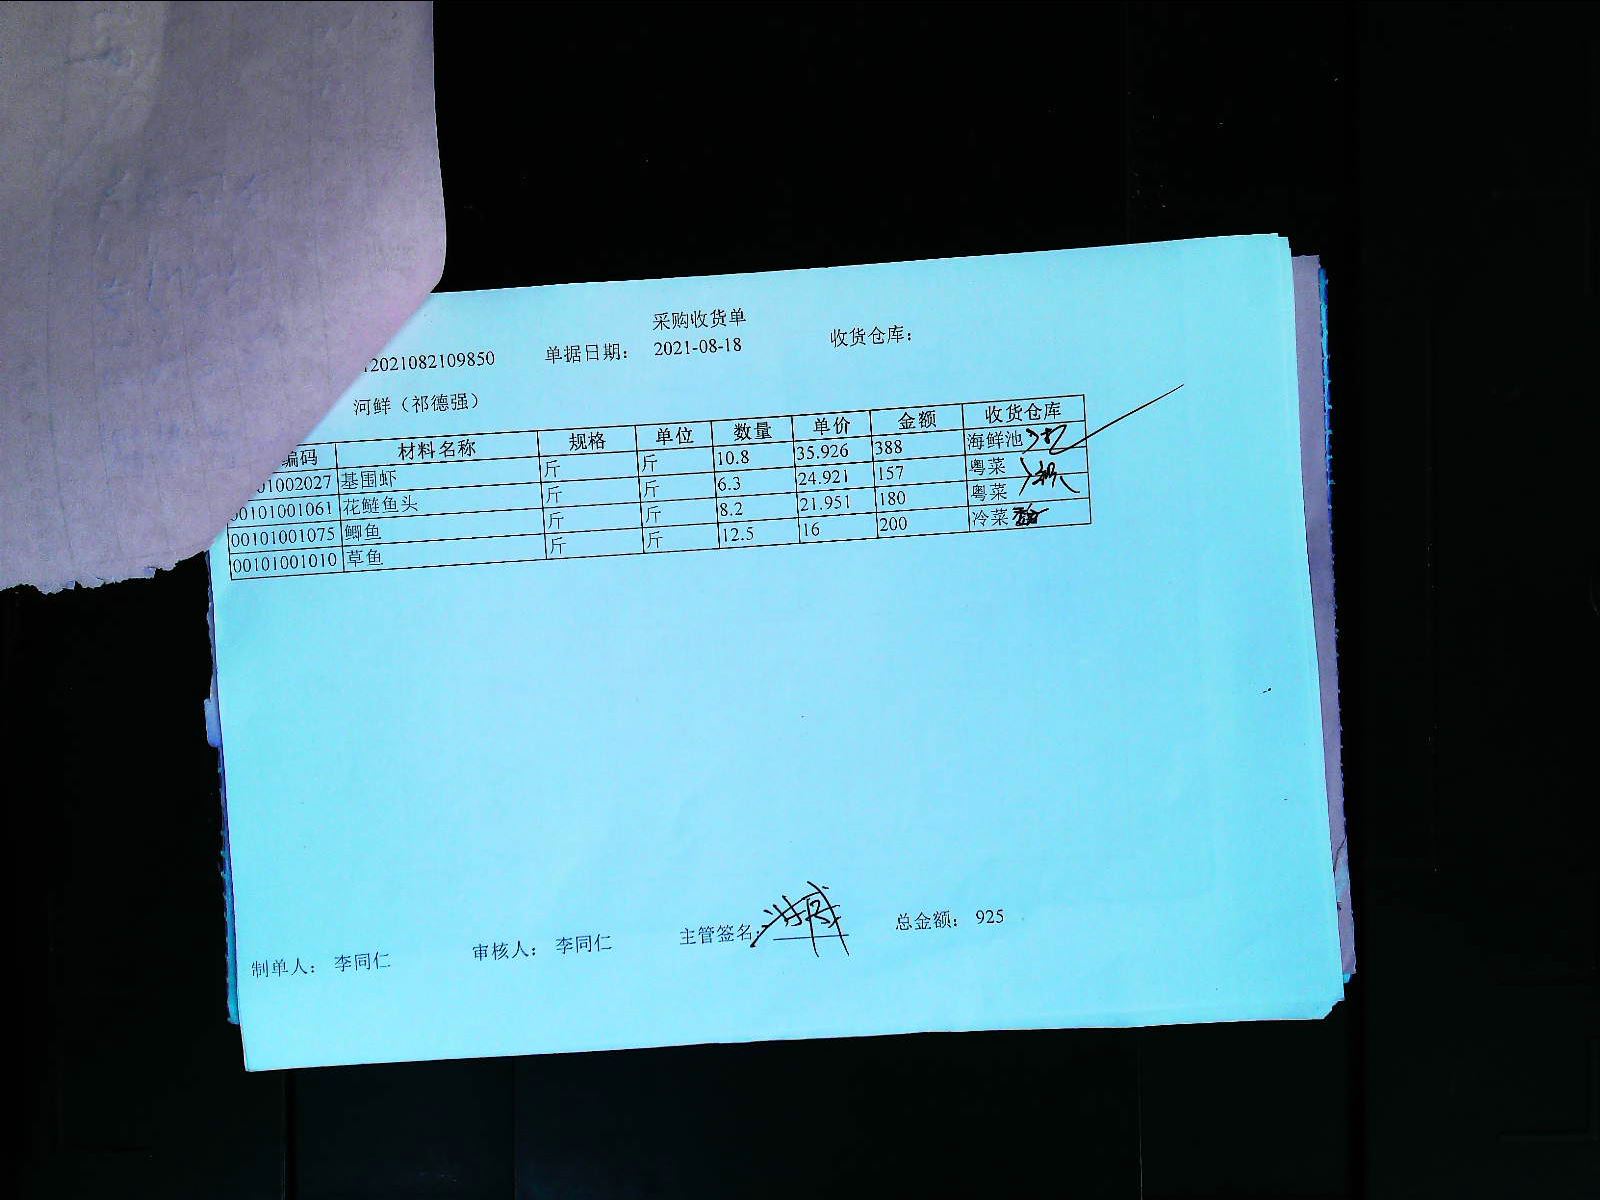 采购收货单
12021082109850 单据日期： 2021-08-18 收货仓库：
河鲜（祁德强）
编码 材料名称 规格 单位 数量 单价 金额 收货仓库
01002027 基围虾 斤 斤 10.8 35.926 388 海鲜池
00101001061 花鲢鱼头 斤 斤 6.3 24.921 157 粤菜
00101001075 鲫鱼 斤 斤 8.2 21.951 180 粤菜
00101001010 草鱼 斤 斤 12.5 16 200 冷菜
制单人： 李同仁 审核人： 李同仁 主管签名： 总金额： 925